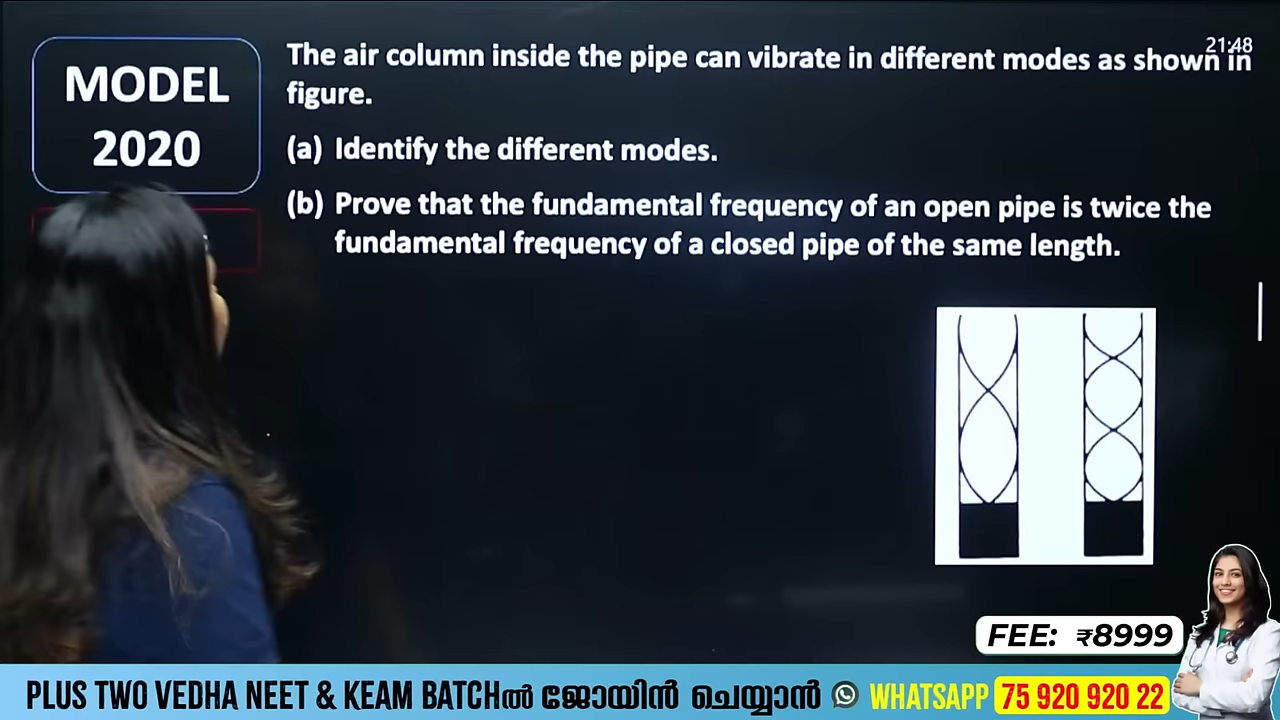 21:48
MODEL
2020
The air column inside the pipe can vibrate in different modes as shown in
figure.
(a) Identify the different modes.
(b) Prove that the fundamental frequency of an open pipe is twice the
fundamental frequency of a closed pipe of the same length.
FEE: ₹8999
PLUS TWO VEDHA NEET & KEAM BATCHൽ ജോയിൻ ചെയ്യാൻ WHATSAPP 75 920 920 22